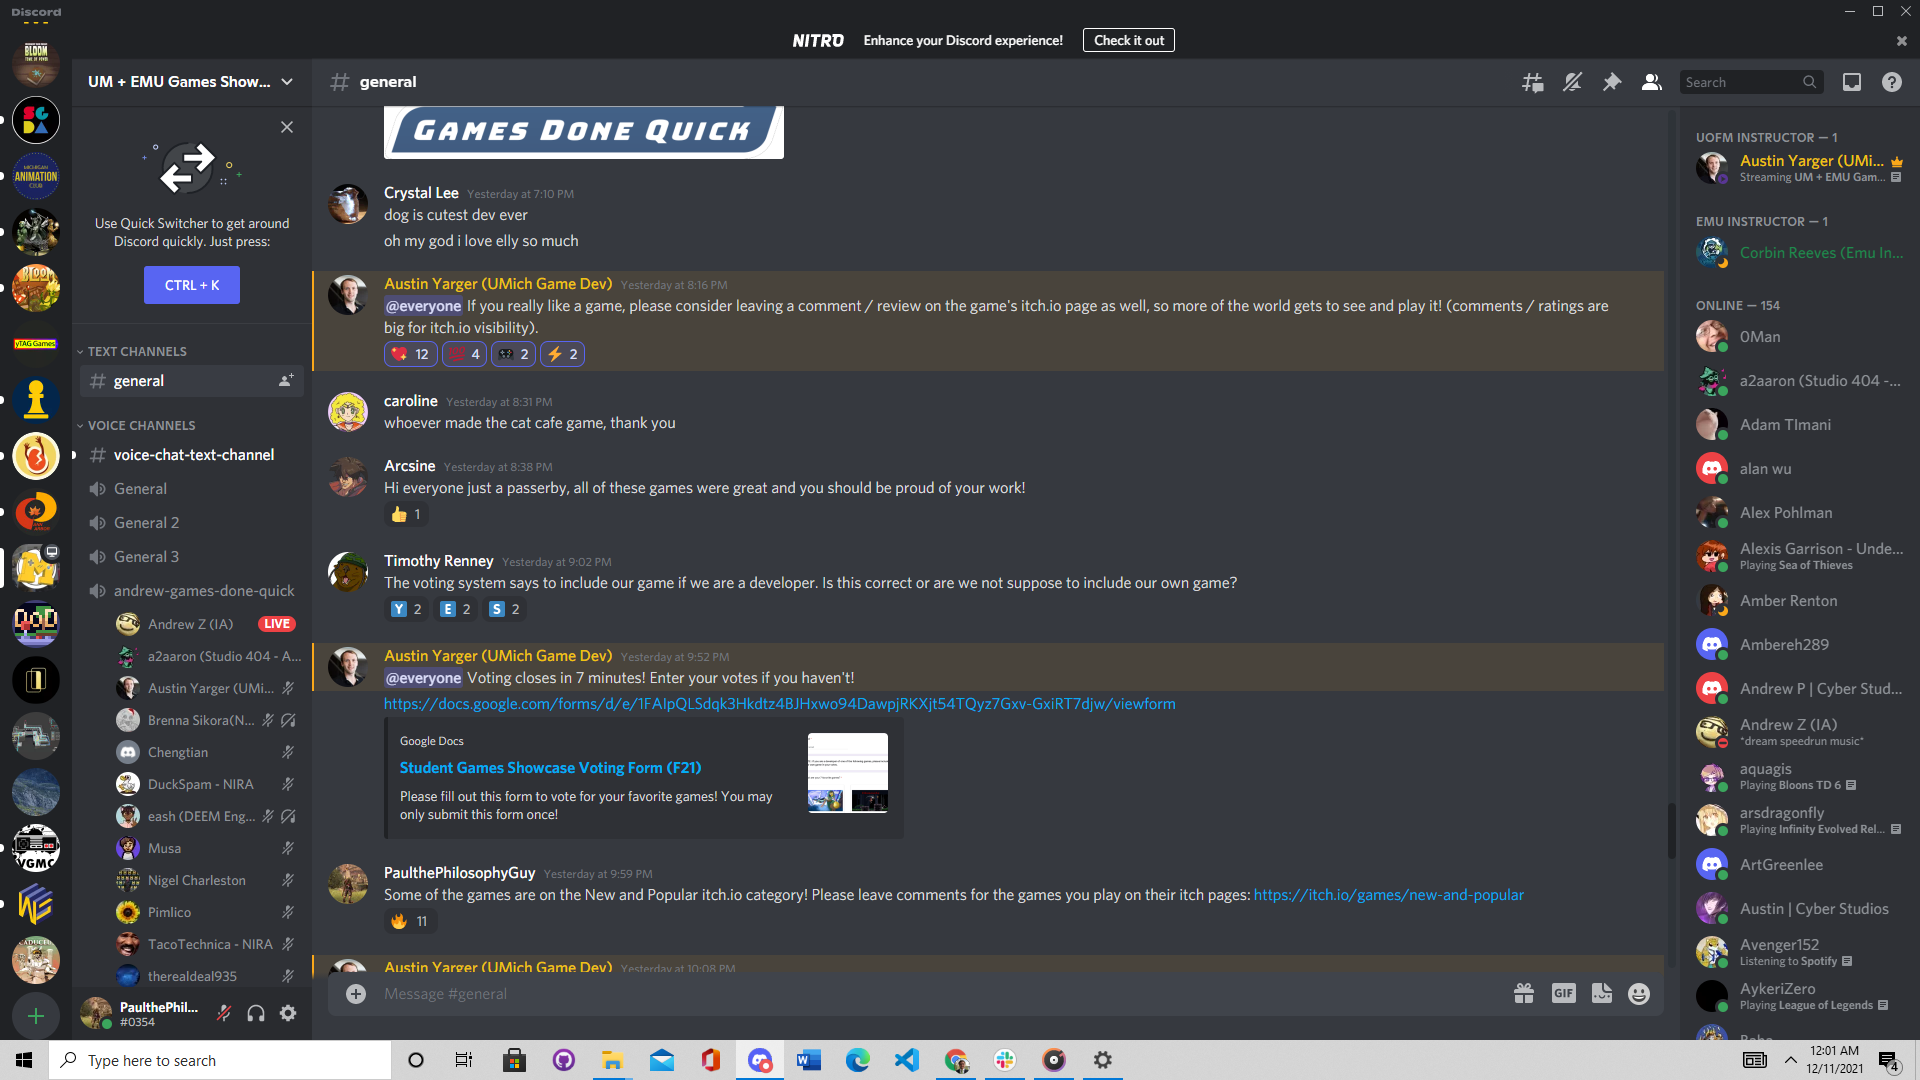 Discord
NITRO Enhance your Discord experience! Check it out
UM + EMU Games Show...
general
Search
Use Quick Switcher to get around
Discord quickly. Just press:
CTRL + K
TEXT CHANNELS
general
VOICE CHANNELS
voice-chat-text-channel
General
General 2
General 3
andrew-games-done-quick
Andrew Z (IA) LIVE
a2aaron (Studio 404 - A...
Austin Yarger (UMi...
Brenna Sikora(N...
Chengtian
DuckSpam - NIRA
eash (DEEM Eng...
Musa
Nigel Charleston
Pimlico
TacoTechnica - NIRA
therealdeal935
PaulthePhil...
#0354
BLOOM
SGDA
MICHIGAN
ANIMATION
CLUB
BLOOM
yTAG Games
VGMC
GAMES DONE QUICK
Crystal Lee Yesterday at 7:10 PM
dog is cutest dev ever
oh my god i love elly so much
Austin Yarger (UMich Game Dev) Yesterday at 8:16 PM
@everyone If you really like a game, please consider leaving a comment / review on the game's itch.io page as well, so more of the world gets to see and play it! (comments / ratings are
big for itch.io visibility).
12 4 2 2
caroline Yesterday at 8:31 PM
whoever made the cat cafe game, thank you
Arcsine Yesterday at 8:38 PM
Hi everyone just a passerby, all of these games were great and you should be proud of your work!
1
Timothy Renney Yesterday at 9:02 PM
The voting system says to include our game if we are a developer. Is this correct or are we not suppose to include our own game?
Y 2 E 2 S 2
Austin Yarger (UMich Game Dev) Yesterday at 9:52 PM
@everyone Voting closes in 7 minutes! Enter your votes if you haven't!
https://docs.google.com/forms/d/e/1FAIpQLSdqk3Hkdtz4BJHxwo94DawpjRKXjt54TQyz7Gxv-GxiRT7djw/viewform
Google Docs
Student Games Showcase Voting Form (F21)
Please fill out this form to vote for your favorite games! You may
only submit this form once!
PaulthePhilosophyGuy Yesterday at 9:59 PM
Some of the games are on the New and Popular itch.io category! Please leave comments for the games you play on their itch pages: https://itch.io/games/new-and-popular
11
Austin Yarger (UMich Game Dev) Yesterday at 10:08 PM
Message #general
GIF
UOFM INSTRUCTOR — 1
Austin Yarger (UMi...
Streaming UM + EMU Gam...
EMU INSTRUCTOR — 1
Corbin Reeves (Emu In...
ONLINE — 154
0Man
a2aaron (Studio 404 -...
Adam TImani
alan wu
Alex Pohlman
Alexis Garrison - Unde...
Playing Sea of Thieves
Amber Renton
Ambereh289
Andrew P | Cyber Stud...
Andrew Z (IA)
*dream speedrun music*
aquagis
Playing Bloons TD 6
arsdragonfly
Playing Infinity Evolved Rel...
ArtGreenlee
Austin | Cyber Studios
Avenger152
Listening to Spotify
AykeriZero
Playing League of Legends
Type here to search
12:01 AM
12/11/2021
4